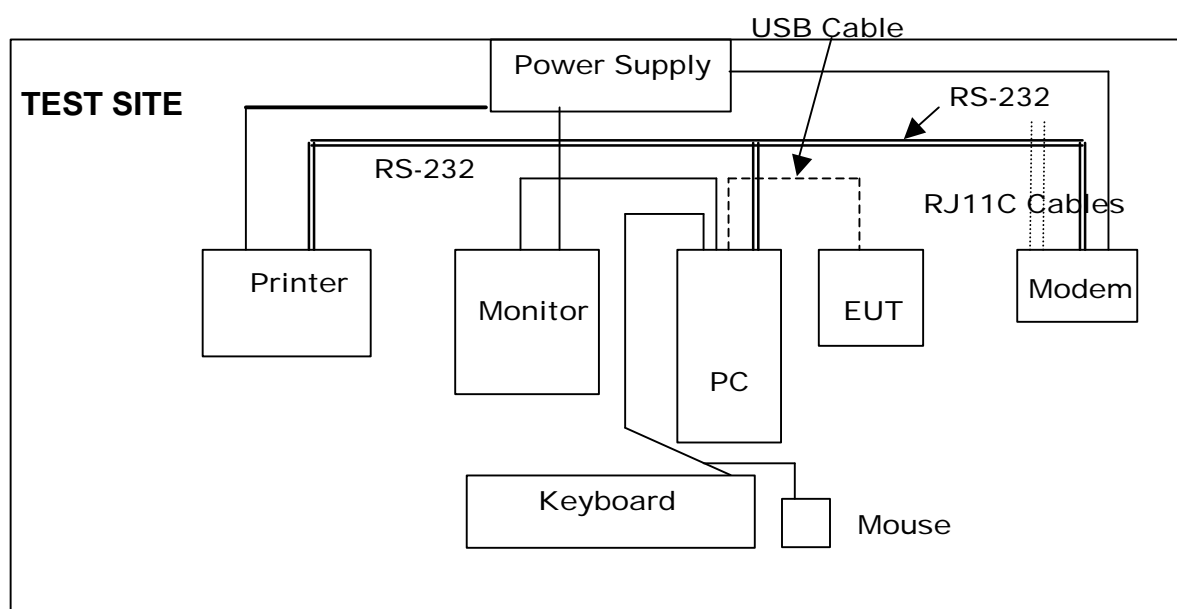 USB Cable
Power Supply
TEST SITE
RS-232
RS-232
RJ11C Cables
Printer
Monitor
PC
EUT
Modem
Keyboard
Mouse